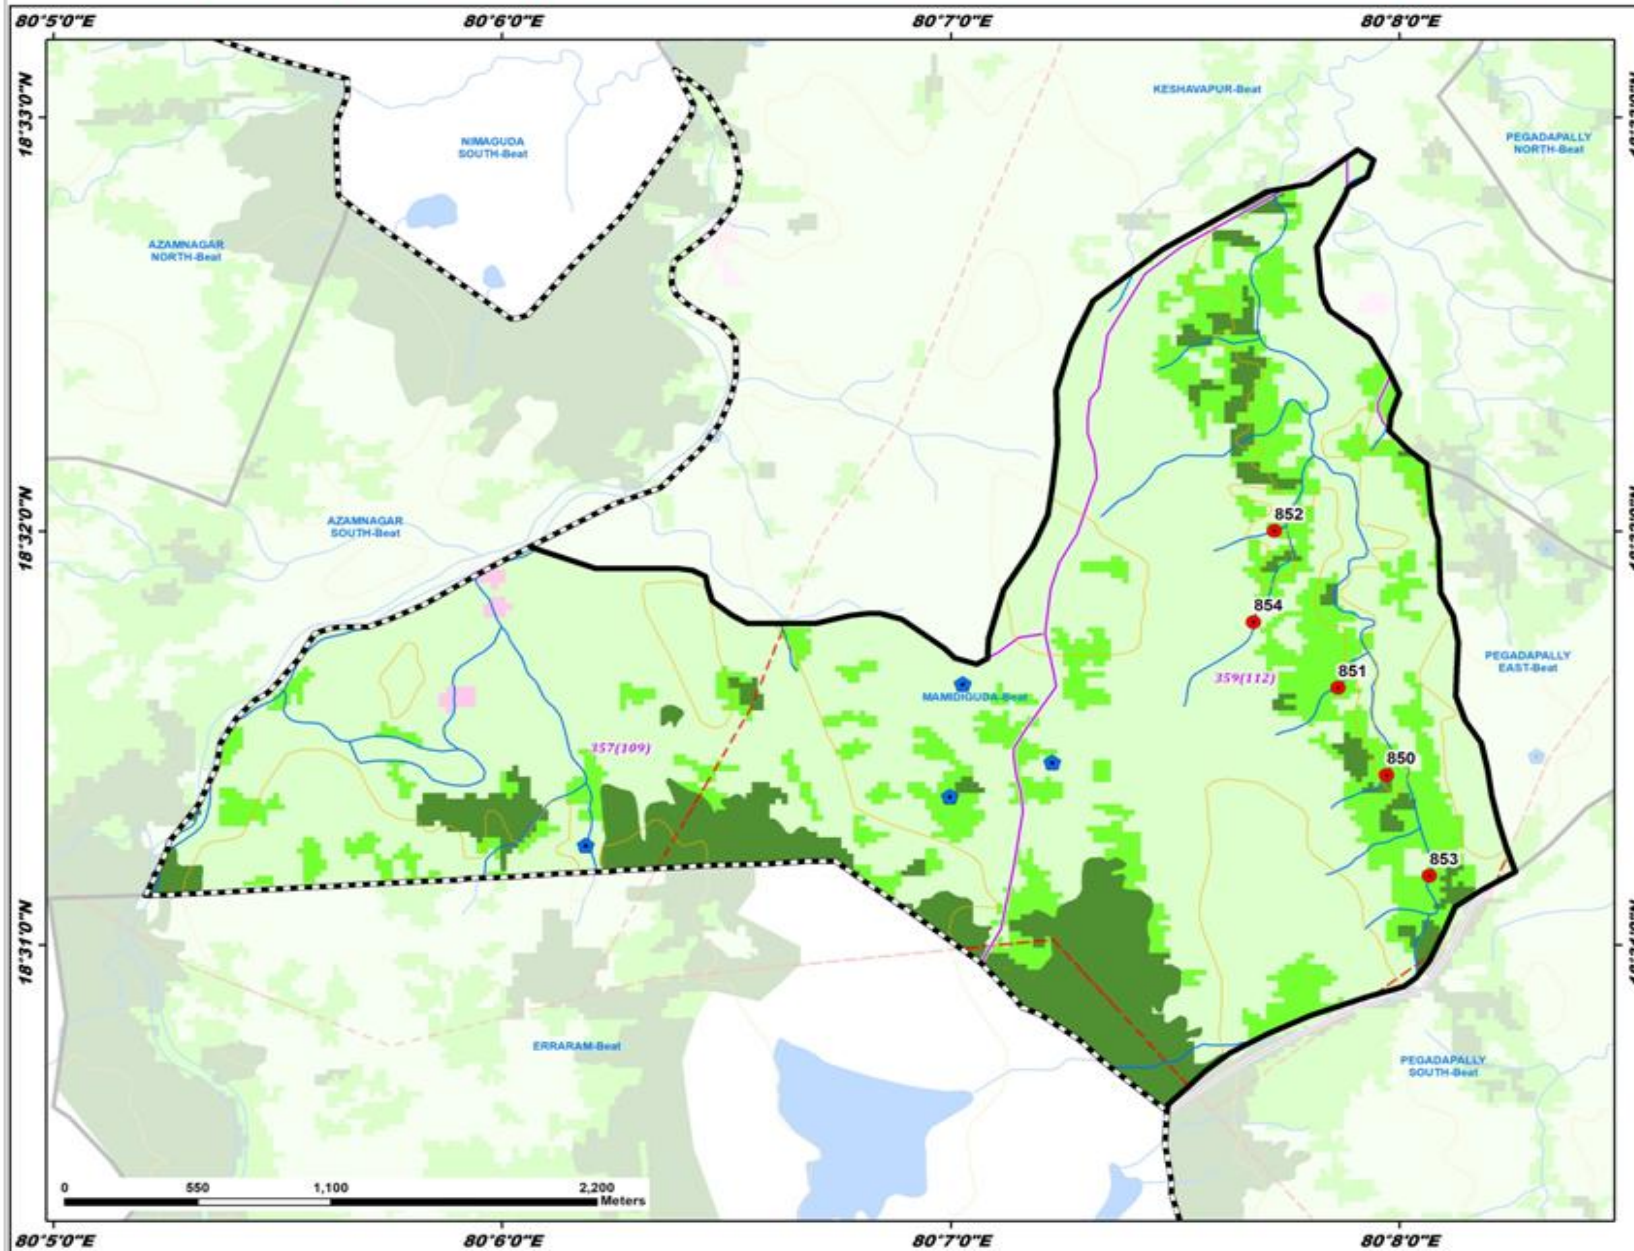 80°5'0"E
80°6'0"E
80°7'0"E
80°8'0"E
18°33'0"N
KESHAVAPUR-Beat
NIMAGUDA
SOUTH-Beat
PEGADAPALLY
NORTH-Beat
AZAMNAGAR
NORTH-Beat
18°32'0"N
AZAMNAGAR
SOUTH-Beat
852
854
851
359(112)
PEGADAPALLY
EAST-Beat
MAMIDIGUDA-Beat
357(109)
850
853
18°31'0"N
ERRARAM-Beat
PEGADAPALLY
SOUTH-Beat
0 550 1,100 2,200
Meters
80°5'0"E
80°6'0"E
80°7'0"E
80°8'0"E